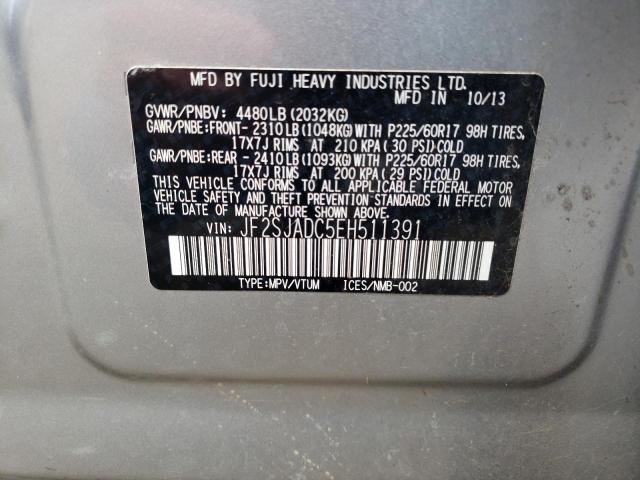 MFD BY FUJI HEAVY INDUSTRIES LTD.
MFD IN 10/13
GVWR/PNBV: 4480LB (2032KG)
GAWR/PNBE:FRONT- 2310LB (1048KG) WITH P225/60R17 98H TIRES,
17X7J RIMS AT 210 KPA ( 30 PSI) COLD
GAWR/PNBE:REAR - 2410LB (1093KG) WITH P225/60R17 98H TIRES,
17X7J RIMS AT 200 KPA ( 29 PSI) COLD
THIS VEHICLE CONFORMS TO ALL APPLICABLE FEDERAL MOTOR
VEHICLE SAFETY AND THEFT PREVENTION STANDARDS IN EFFECT ON
THE DATE OF MANUFACTURE SHOWN ABOVE.
VIN: JF2SJADC5EH511391
TYPE:MPV/VTUM ICES/NMB-002